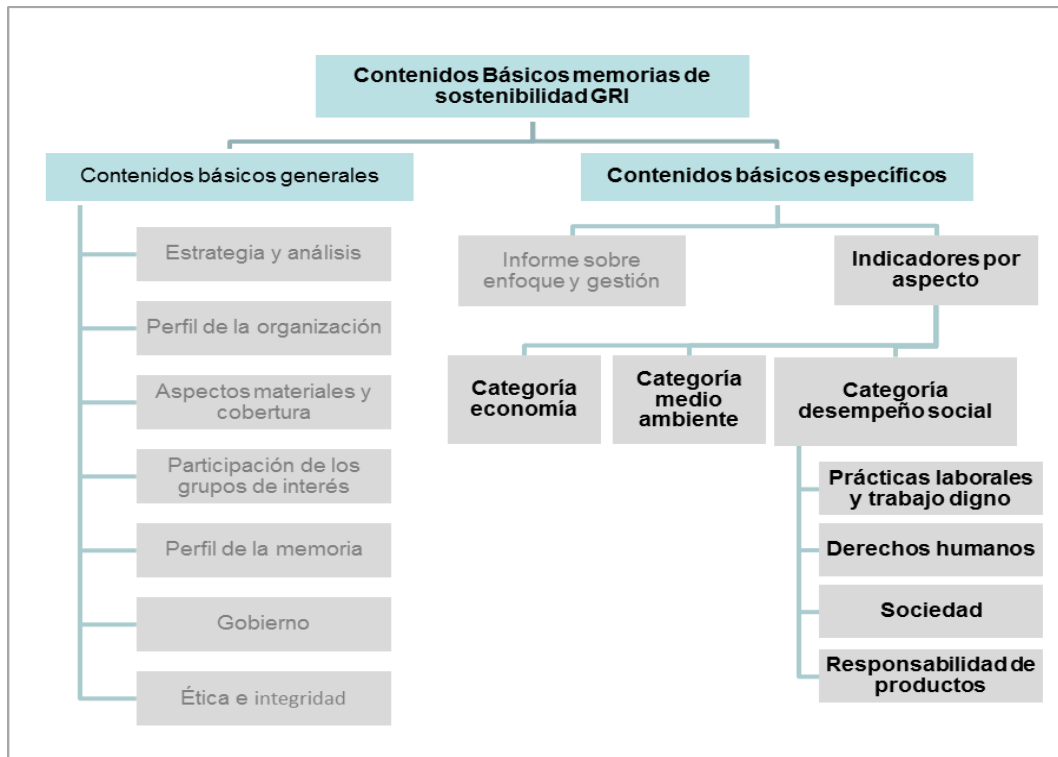 Contenidos Básicos memorias de
sostenibilidad GRI
Contenidos básicos generales
Estrategia y análisis
Perfil de la organización
Aspectos materiales y
cobertura
Participación de los
grupos de interés
Perfil de la memoria
Gobierno
Ética e integridad
Contenidos básicos específicos
Informe sobre
enfoque y gestión
Indicadores por
aspecto
Categoría
economía
Categoría
medio
ambiente
Categoría
desempeño social
Prácticas laborales
y trabajo digno
Derechos humanos
Sociedad
Responsabilidad de
productos